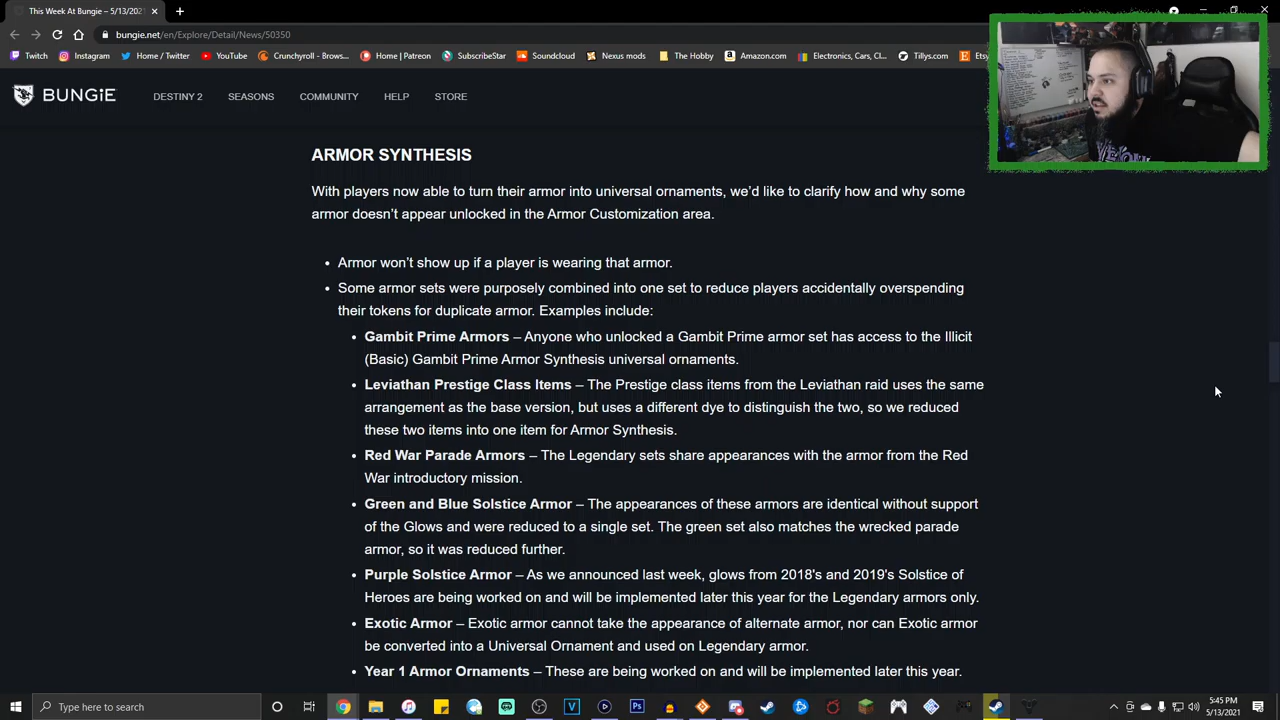 This Week At Bungie – 5/13/2021
bungie.net/en/Explore/Detail/News/50350
Twitch
Instagram
Home / Twitter
YouTube
Crunchyroll - Brows...
Home | Patreon
SubscribeStar
Soundcloud
Nexus mods
The Hobby
Amazon.com
Electronics, Cars, Cl...
Tillys.com
Ets
BUNGiE
DESTINY 2
SEASONS
COMMUNITY
HELP
STORE
ARMOR SYNTHESIS
With players now able to turn their armor into universal ornaments, we’d like to clarify how and why some
armor doesn’t appear unlocked in the Armor Customization area.
• Armor won’t show up if a player is wearing that armor.
• Some armor sets were purposely combined into one set to reduce players accidentally overspending
their tokens for duplicate armor. Examples include:
• Gambit Prime Armors – Anyone who unlocked a Gambit Prime armor set has access to the Illicit
(Basic) Gambit Prime Armor Synthesis universal ornaments.
• Leviathan Prestige Class Items – The Prestige class items from the Leviathan raid uses the same
arrangement as the base version, but uses a different dye to distinguish the two, so we reduced
these two items into one item for Armor Synthesis.
• Red War Parade Armors – The Legendary sets share appearances with the armor from the Red
War introductory mission.
• Green and Blue Solstice Armor – The appearances of these armors are identical without support
of the Glows and were reduced to a single set. The green set also matches the wrecked parade
armor, so it was reduced further.
• Purple Solstice Armor – As we announced last week, glows from 2018's and 2019's Solstice of
Heroes are being worked on and will be implemented later this year for the Legendary armors only.
• Exotic Armor – Exotic armor cannot take the appearance of alternate armor, nor can Exotic armor
be converted into a Universal Ornament and used on Legendary armor.
• Year 1 Armor Ornaments – These are being worked on and will be implemented later this year.
Type here to search
5:45 PM
5/13/2021